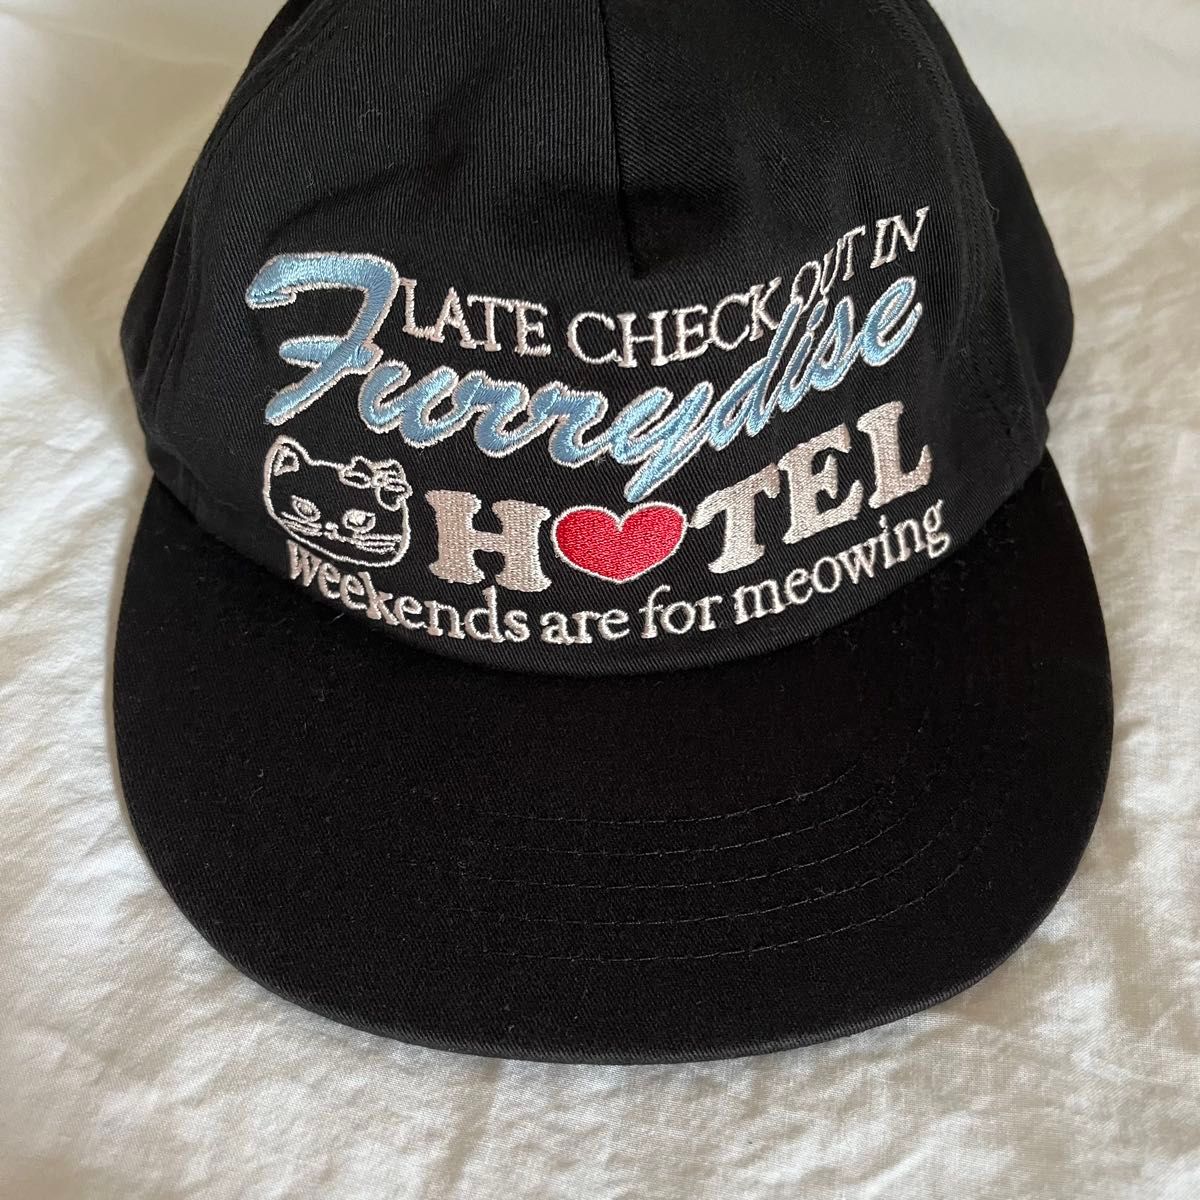 LATE CHECK OUT IN
Furrydise
H♥TEL
weekends are for meowing